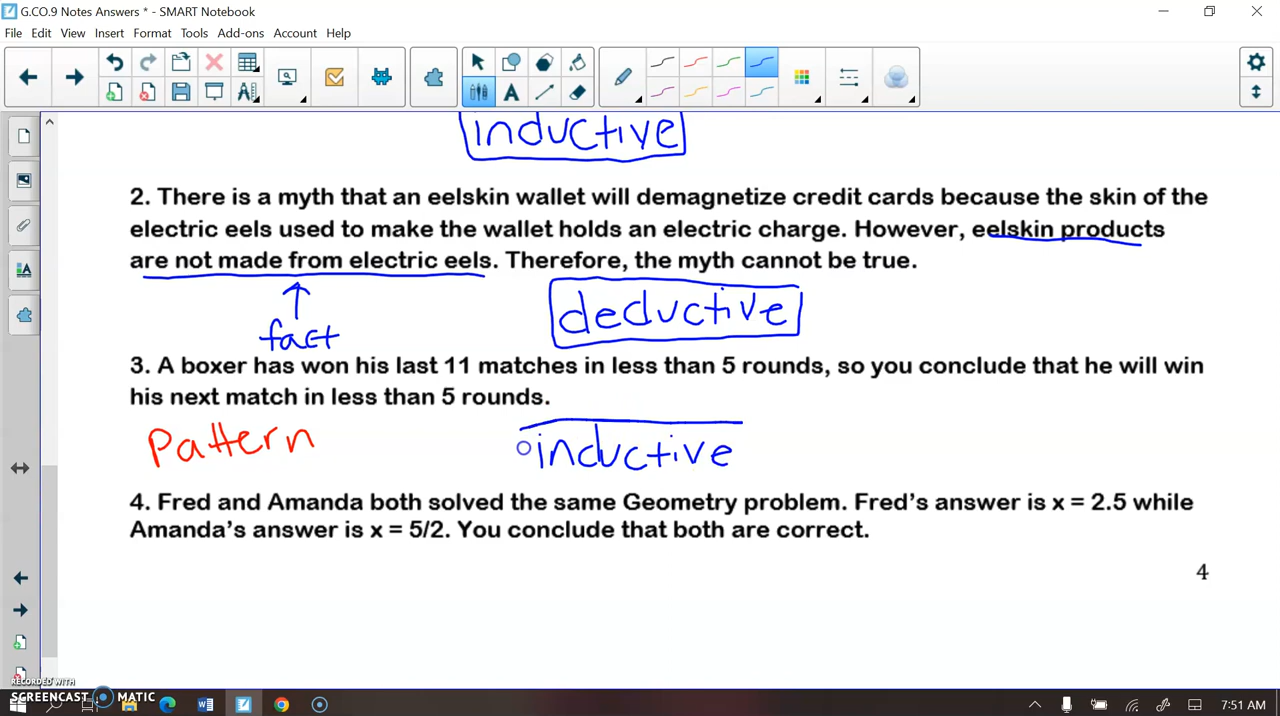 G.CO.9 Notes Answers * - SMART Notebook
File Edit View Insert Format Tools Add-ons Account Help
inductive
2. There is a myth that an eelskin wallet will demagnetize credit cards because the skin of the
electric eels used to make the wallet holds an electric charge. However, eelskin products
are not made from electric eels. Therefore, the myth cannot be true.
deductive
fact
3. A boxer has won his last 11 matches in less than 5 rounds, so you conclude that he will win
his next match in less than 5 rounds.
Pattern inductive
4. Fred and Amanda both solved the same Geometry problem. Fred's answer is x = 2.5 while
Amanda's answer is x = 5/2. You conclude that both are correct.
4
RECORDED WITH
SCREENCAST MATIC
7:51 AM